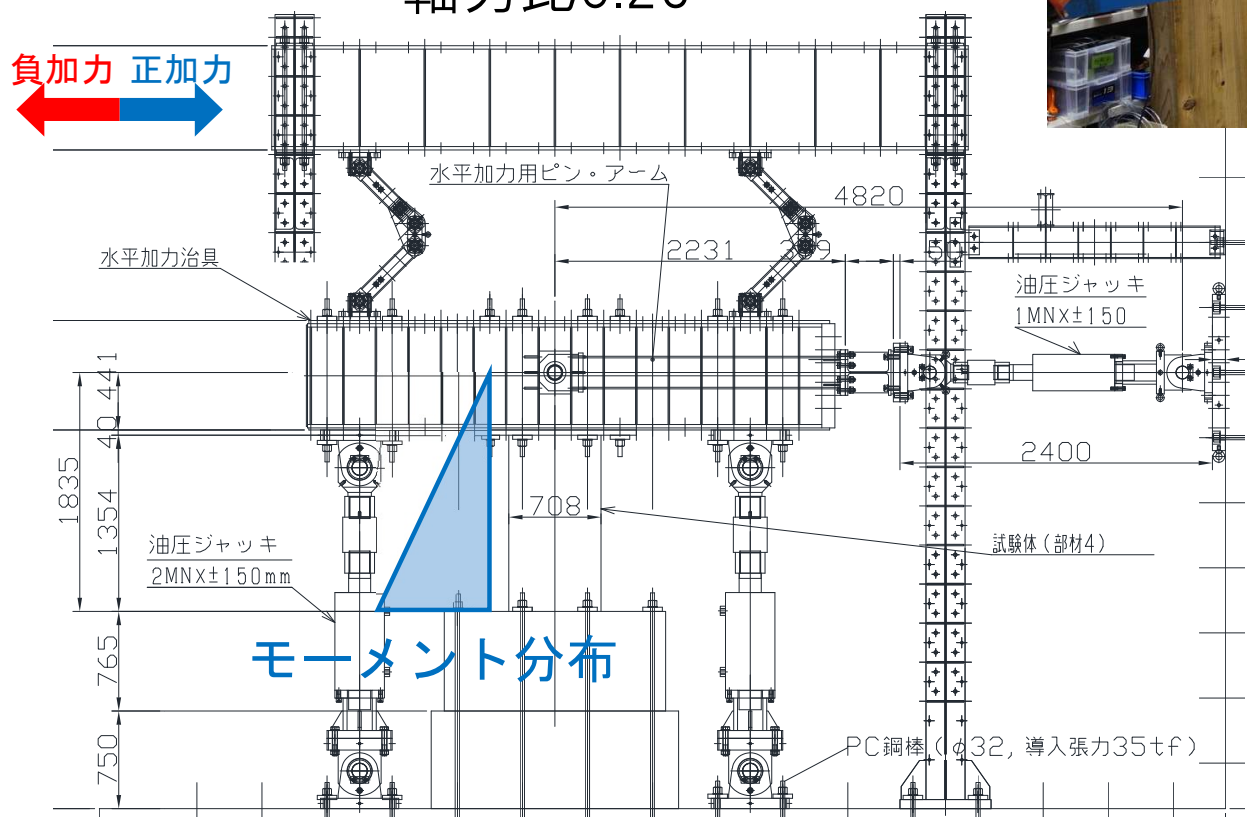 負加力 正加力
水平加力用ピン・アーム
4820
水平加力治具
2231
油圧ジャッキ
1MNX±150
441
40
1835
1354
2400
708
油圧ジャッキ
2MNX±150mm
試験体(部材4)
モーメント分布
765
750
PC鋼棒(φ32, 導入張力35tf)